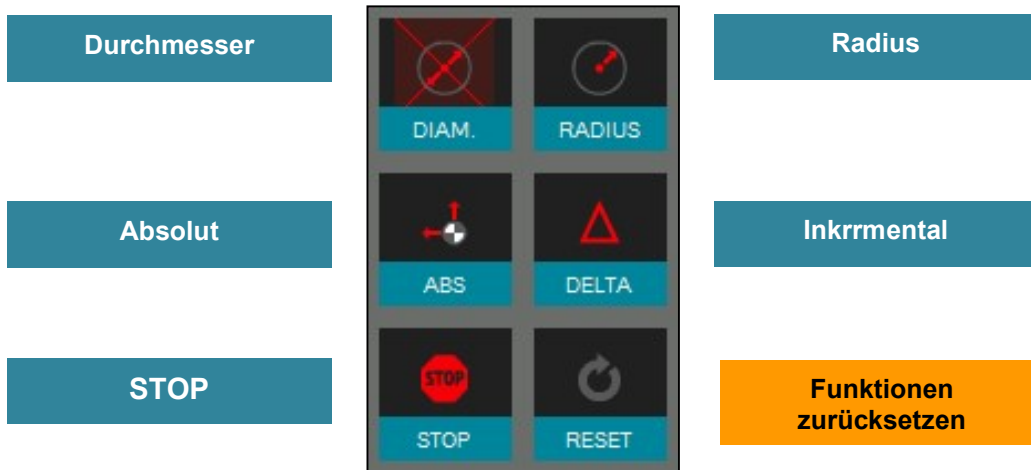 Durchmesser
DIAM.
RADIUS
Radius
Absolut
ABS
DELTA
Inkrrmental
STOP
STOP
STOP
RESET
Funktionen
zurücksetzen